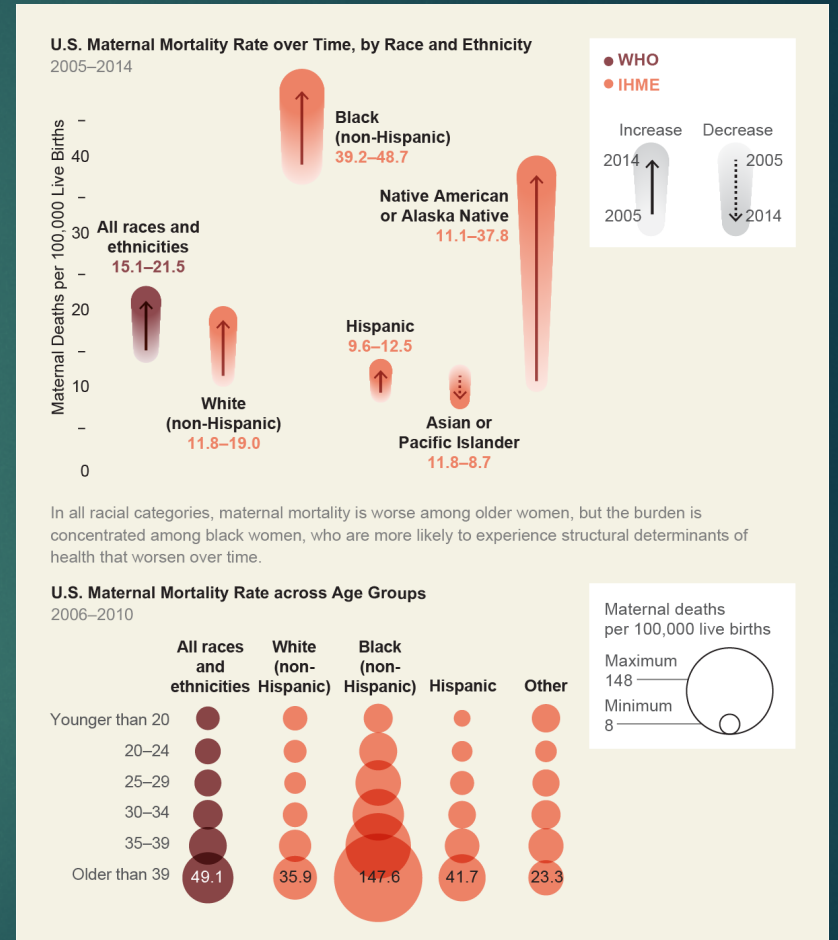 U.S. Maternal Mortality Rate over Time, by Race and Ethnicity
2005–2014
Maternal Deaths per 100,000 Live Births
40
30
20
10
0
All races and
ethnicities
15.1–21.5
White
(non-Hispanic)
11.8–19.0
Black
(non-Hispanic)
39.2–48.7
Hispanic
9.6–12.5
Asian or
Pacific Islander
11.8–8.7
Native American
or Alaska Native
11.1–37.8
WHO
IHME
Increase
2014
2005
Decrease
2005
2014
In all racial categories, maternal mortality is worse among older women, but the burden is
concentrated among black women, who are more likely to experience structural determinants of
health that worsen over time.
U.S. Maternal Mortality Rate across Age Groups
2006–2010
All races
and
ethnicities
White
(non-
Hispanic)
Black
(non-
Hispanic)
Hispanic
Other
Younger than 20
20–24
25–29
30–34
35–39
Older than 39
49.1
35.9
147.6
41.7
23.3
Maternal deaths
per 100,000 live births
Maximum
148
Minimum
8